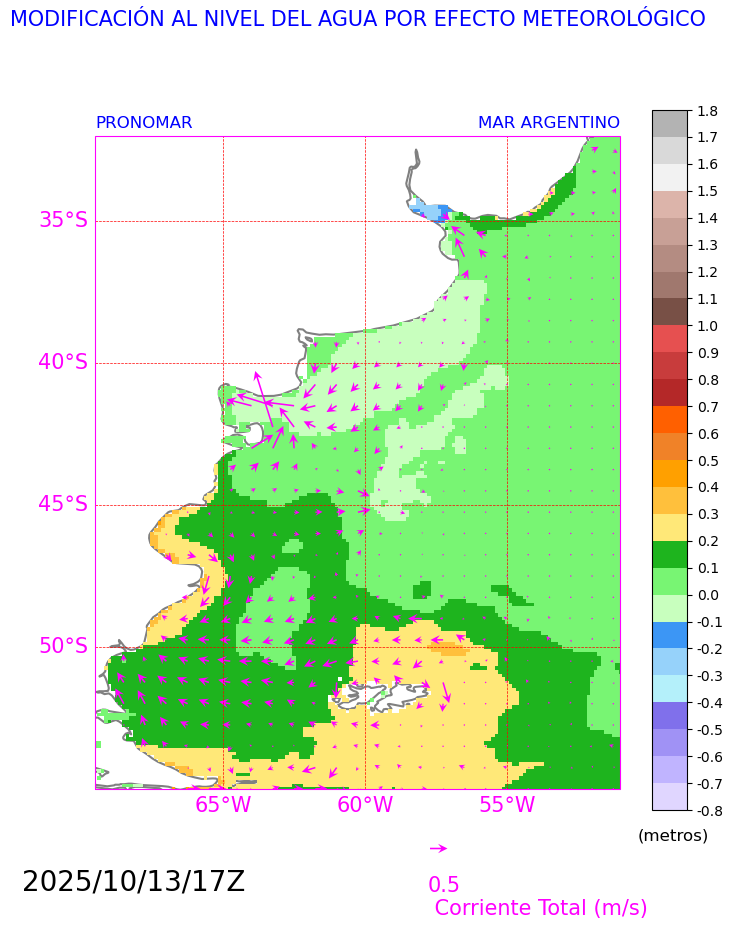 MODIFICACIÓN AL NIVEL DEL AGUA POR EFECTO METEOROLÓGICO
PRONOMAR MAR ARGENTINO
35°S
40°S
45°S
50°S
65°W 60°W 55°W
1.8
1.7
1.6
1.5
1.4
1.3
1.2
1.1
1.0
0.9
0.8
0.7
0.6
0.5
0.4
0.3
0.2
0.1
0.0
-0.1
-0.2
-0.3
-0.4
-0.5
-0.6
-0.7
-0.8
(metros)
2025/10/13/17Z
0.5
Corriente Total (m/s)